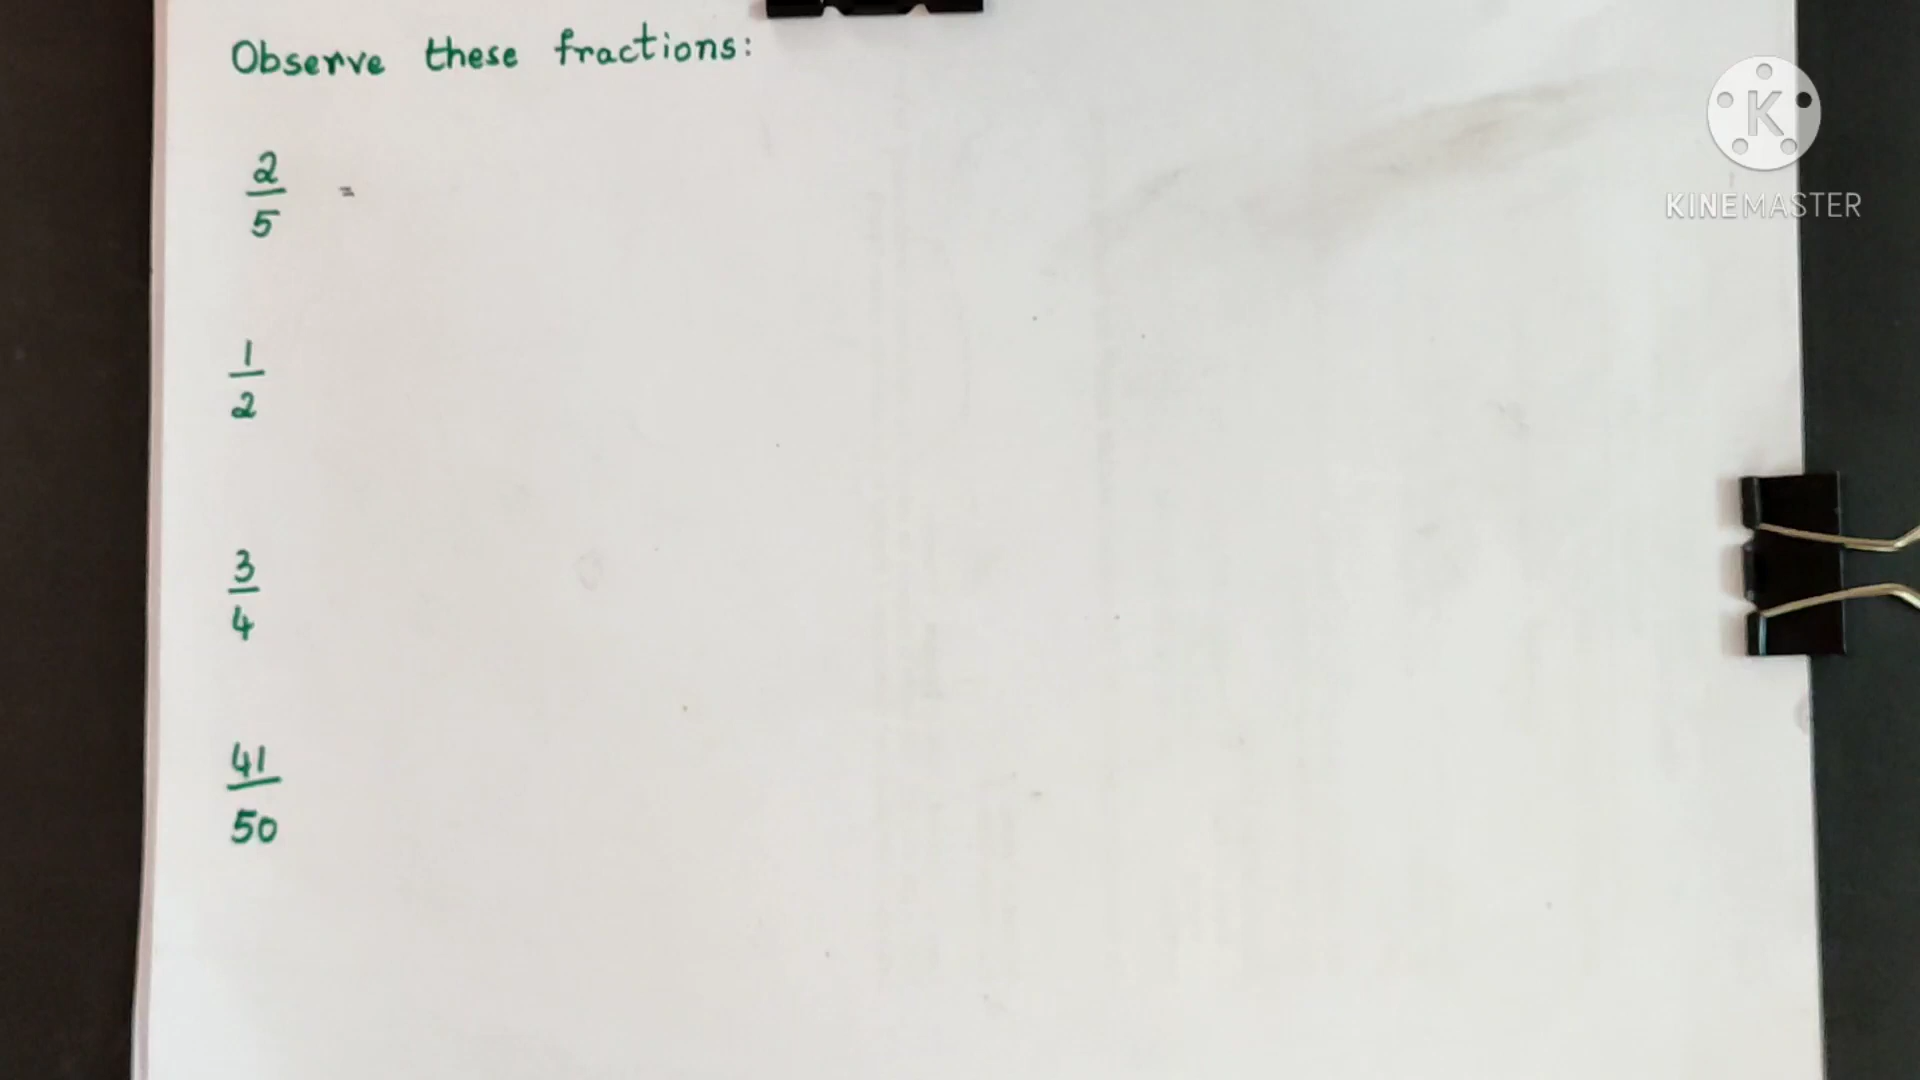 Observe these fractions:
2/5 =
1/2
3/4
41/50
K
KINEMASTER